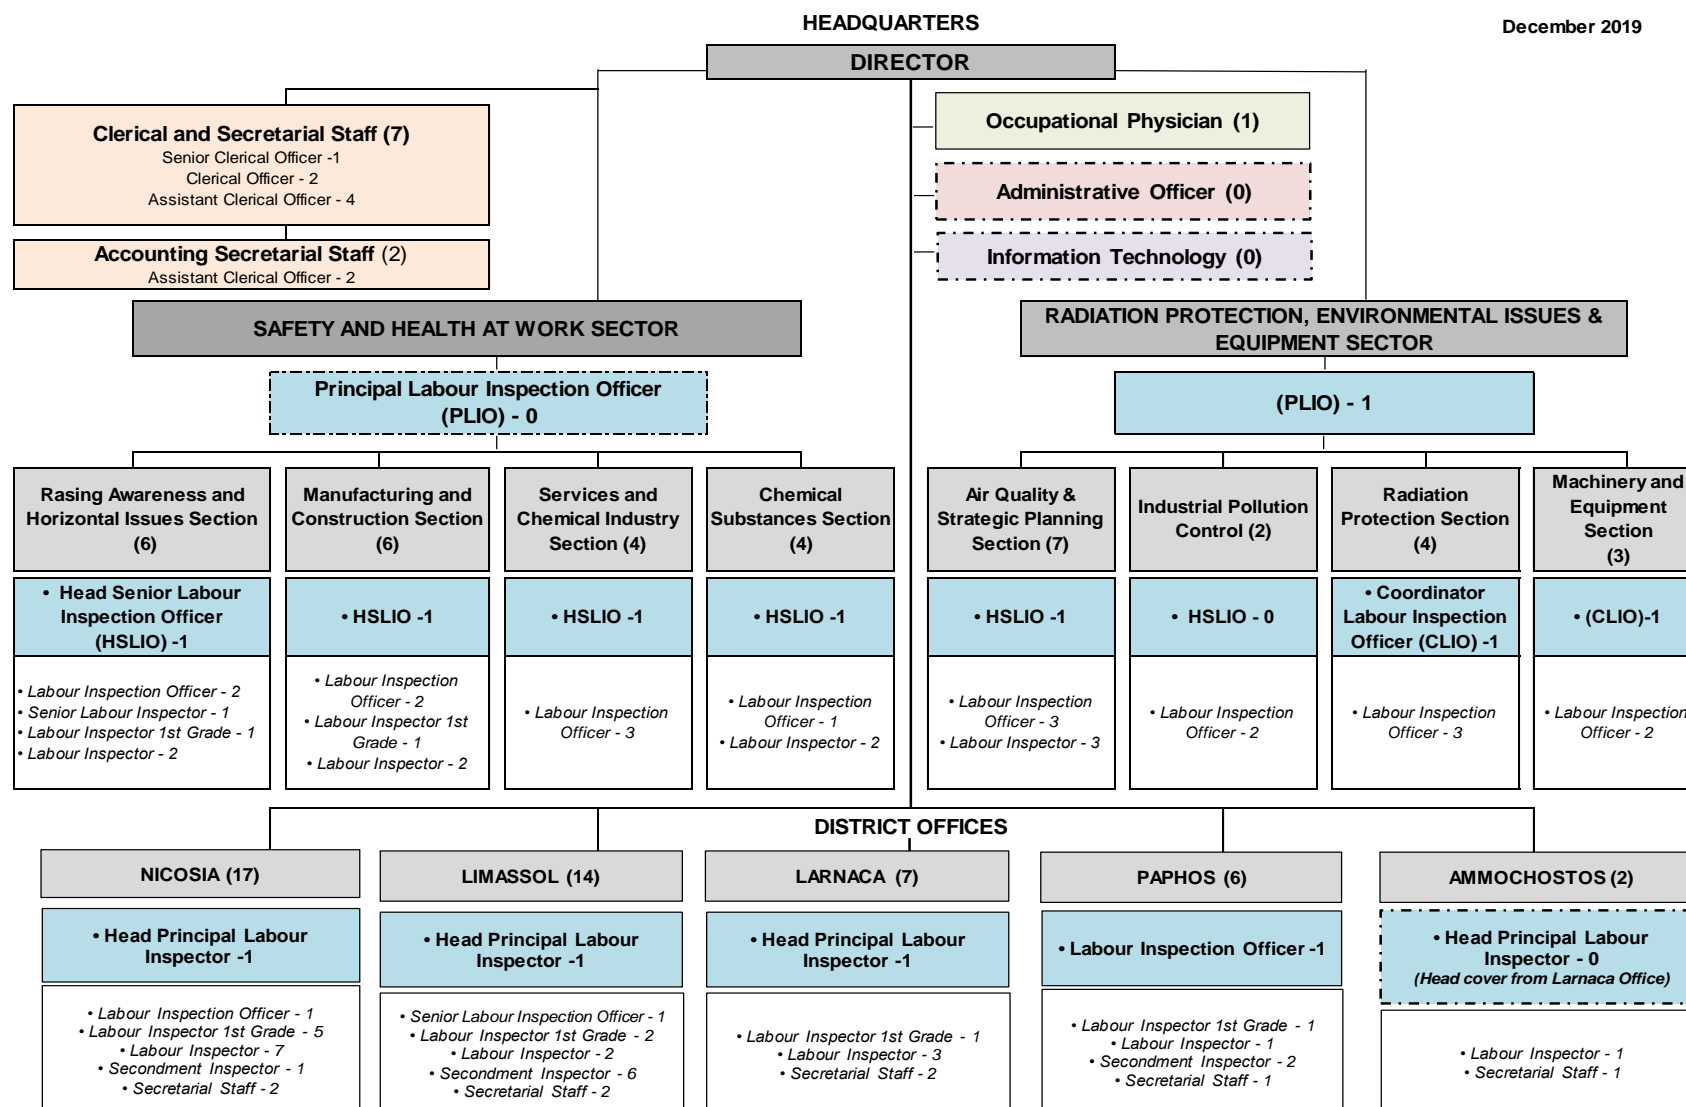 HEADQUARTERS
December 2019
DIRECTOR
Clerical and Secretarial Staff (7)
Senior Clerical Officer -1
Clerical Officer - 2
Assistant Clerical Officer - 4
Accounting Secretarial Staff (2)
Assistant Clerical Officer - 2
Occupational Physician (1)
Administrative Officer (0)
Information Technology (0)
SAFETY AND HEALTH AT WORK SECTOR
Principal Labour Inspection Officer
(PLIO) - 0
RADIATION PROTECTION, ENVIRONMENTAL ISSUES &
EQUIPMENT SECTOR
(PLIO) - 1
Rasing Awareness and
Horizontal Issues Section
(6)
• Head Senior Labour
Inspection Officer
(HSLIO) -1
• Labour Inspection Officer - 2
• Senior Labour Inspector - 1
• Labour Inspector 1st Grade - 1
• Labour Inspector - 2
Manufacturing and
Construction Section
(6)
• HSLIO -1
• Labour Inspection
Officer - 2
• Labour Inspector 1st
Grade - 1
• Labour Inspector - 2
Services and
Chemical Industry
Section (4)
• HSLIO -1
• Labour Inspection
Officer - 3
Chemical
Substances Section
(4)
• HSLIO -1
• Labour Inspection
Officer - 1
• Labour Inspector - 2
Air Quality &
Strategic Planning
Section (7)
• HSLIO -1
• Labour Inspection
Officer - 3
• Labour Inspector - 3
Industrial Pollution
Control (2)
• HSLIO - 0
• Labour Inspection
Officer - 2
Radiation
Protection Section
(4)
• Coordinator
Labour Inspection
Officer (CLIO) -1
• Labour Inspection
Officer - 3
Machinery and
Equipment
Section
(3)
• (CLIO)-1
• Labour Inspection
Officer - 2
DISTRICT OFFICES
NICOSIA (17)
• Head Principal Labour
Inspector -1
• Labour Inspection Officer - 1
• Labour Inspector 1st Grade - 5
• Labour Inspector - 7
• Secondment Inspector - 1
• Secretarial Staff - 2
LIMASSOL (14)
• Head Principal Labour
Inspector -1
• Senior Labour Inspection Officer - 1
• Labour Inspector 1st Grade - 2
• Labour Inspector - 2
• Secondment Inspector - 6
• Secretarial Staff - 2
LARNACA (7)
• Head Principal Labour
Inspector -1
• Labour Inspector 1st Grade - 1
• Labour Inspector - 3
• Secretarial Staff - 2
PAPHOS (6)
• Labour Inspection Officer -1
• Labour Inspector 1st Grade - 1
• Labour Inspector - 1
• Secondment Inspector - 2
• Secretarial Staff - 1
AMMOCHOSTOS (2)
• Head Principal Labour
Inspector - 0
(Head cover from Larnaca Office)
• Labour Inspector - 1
• Secretarial Staff - 1